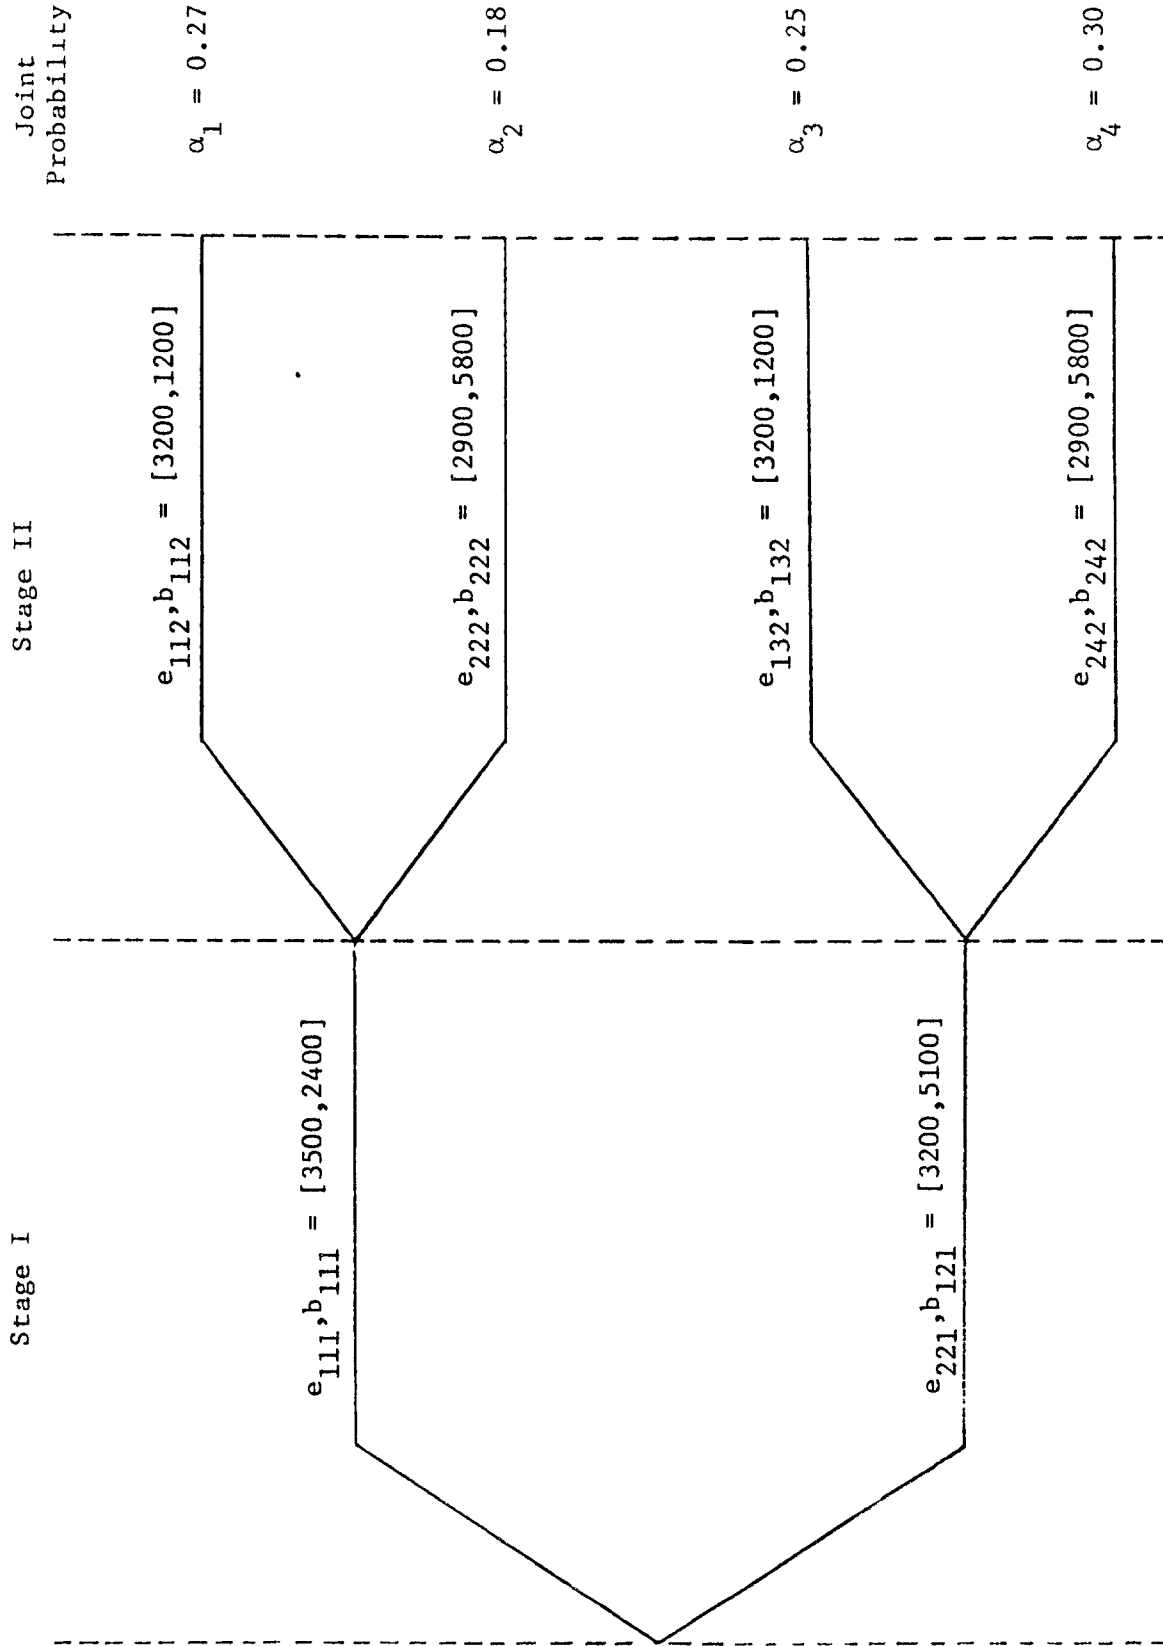 Stage I
Stage II
Joint
Probability
e111,b111 = [3500,2400]
e112,b112 = [3200,1200]
α1 = 0.27
e222,b222 = [2900,5800]
α2 = 0.18
e221,b121 = [3200,5100]
e132,b132 = [3200,1200]
α3 = 0.25
e242,b242 = [2900,5800]
α4 = 0.30